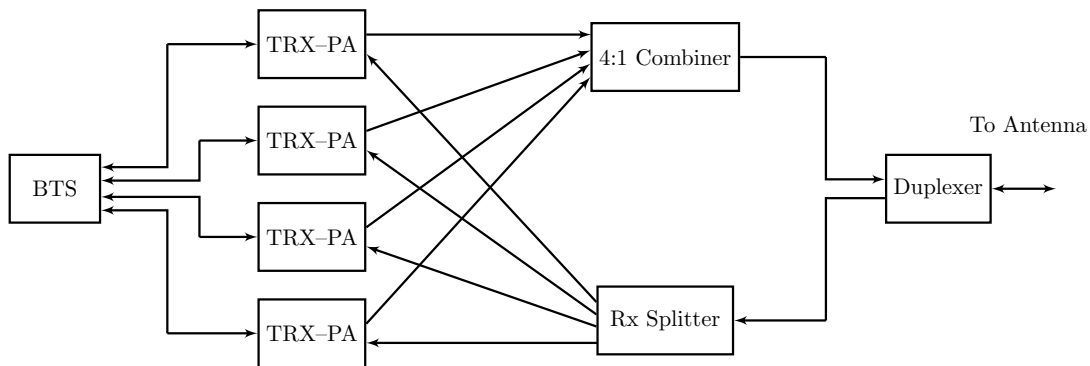 TRX–PA
4:1 Combiner
To Antenna
TRX–PA
BTS
Duplexer
TRX–PA
Rx Splitter
TRX–PA